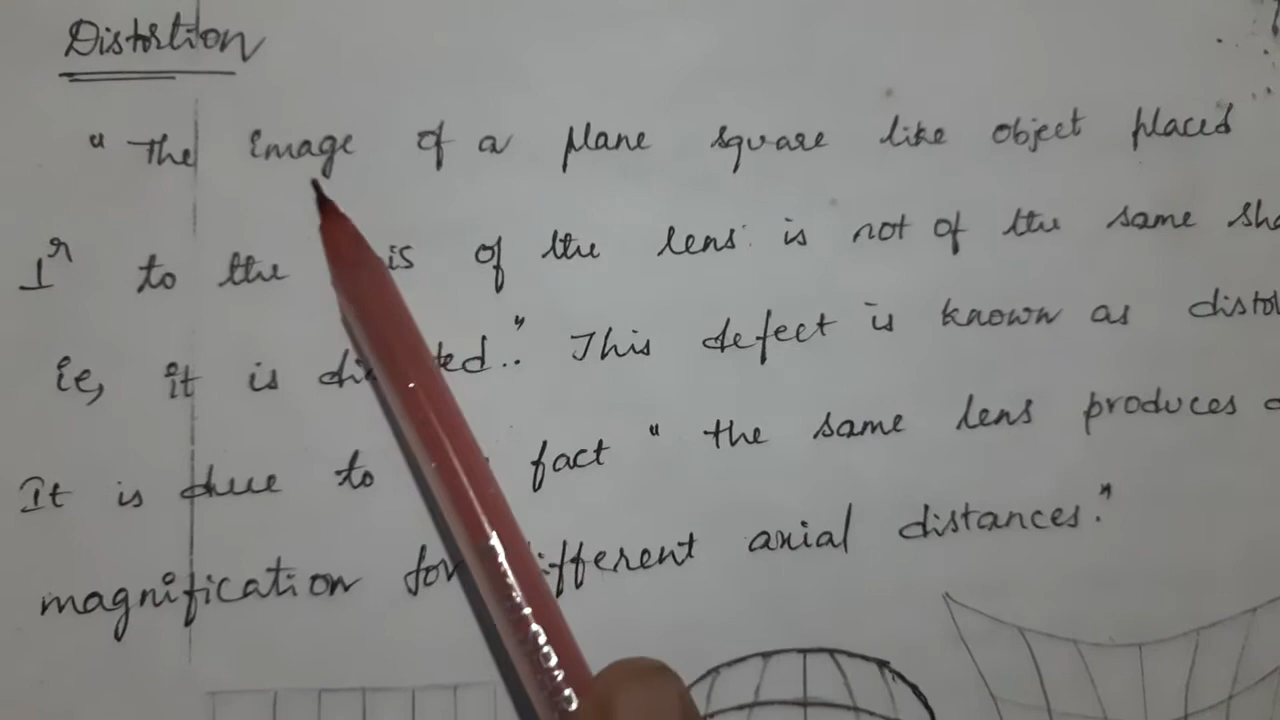 Distortion
" The image of a plane square like object placed
⊥r to the is of the lens is not of the same
ie, it is ted." This defect is known as
It is due to fact " the same lens produces
magnification for different axial distances."